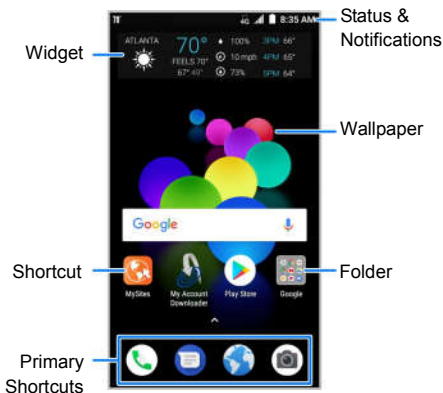 8:35 AM
4G
Status &
Notifications
Widget
ATLANTA
70°
FEELS 70°
67° 49°
100%
10 mph
73%
3PM 66°
4PM 65°
5PM 64°
Wallpaper
Google
Shortcut
MySites
My Account
Downloader
Play Store
Google
Folder
Primary
Shortcuts